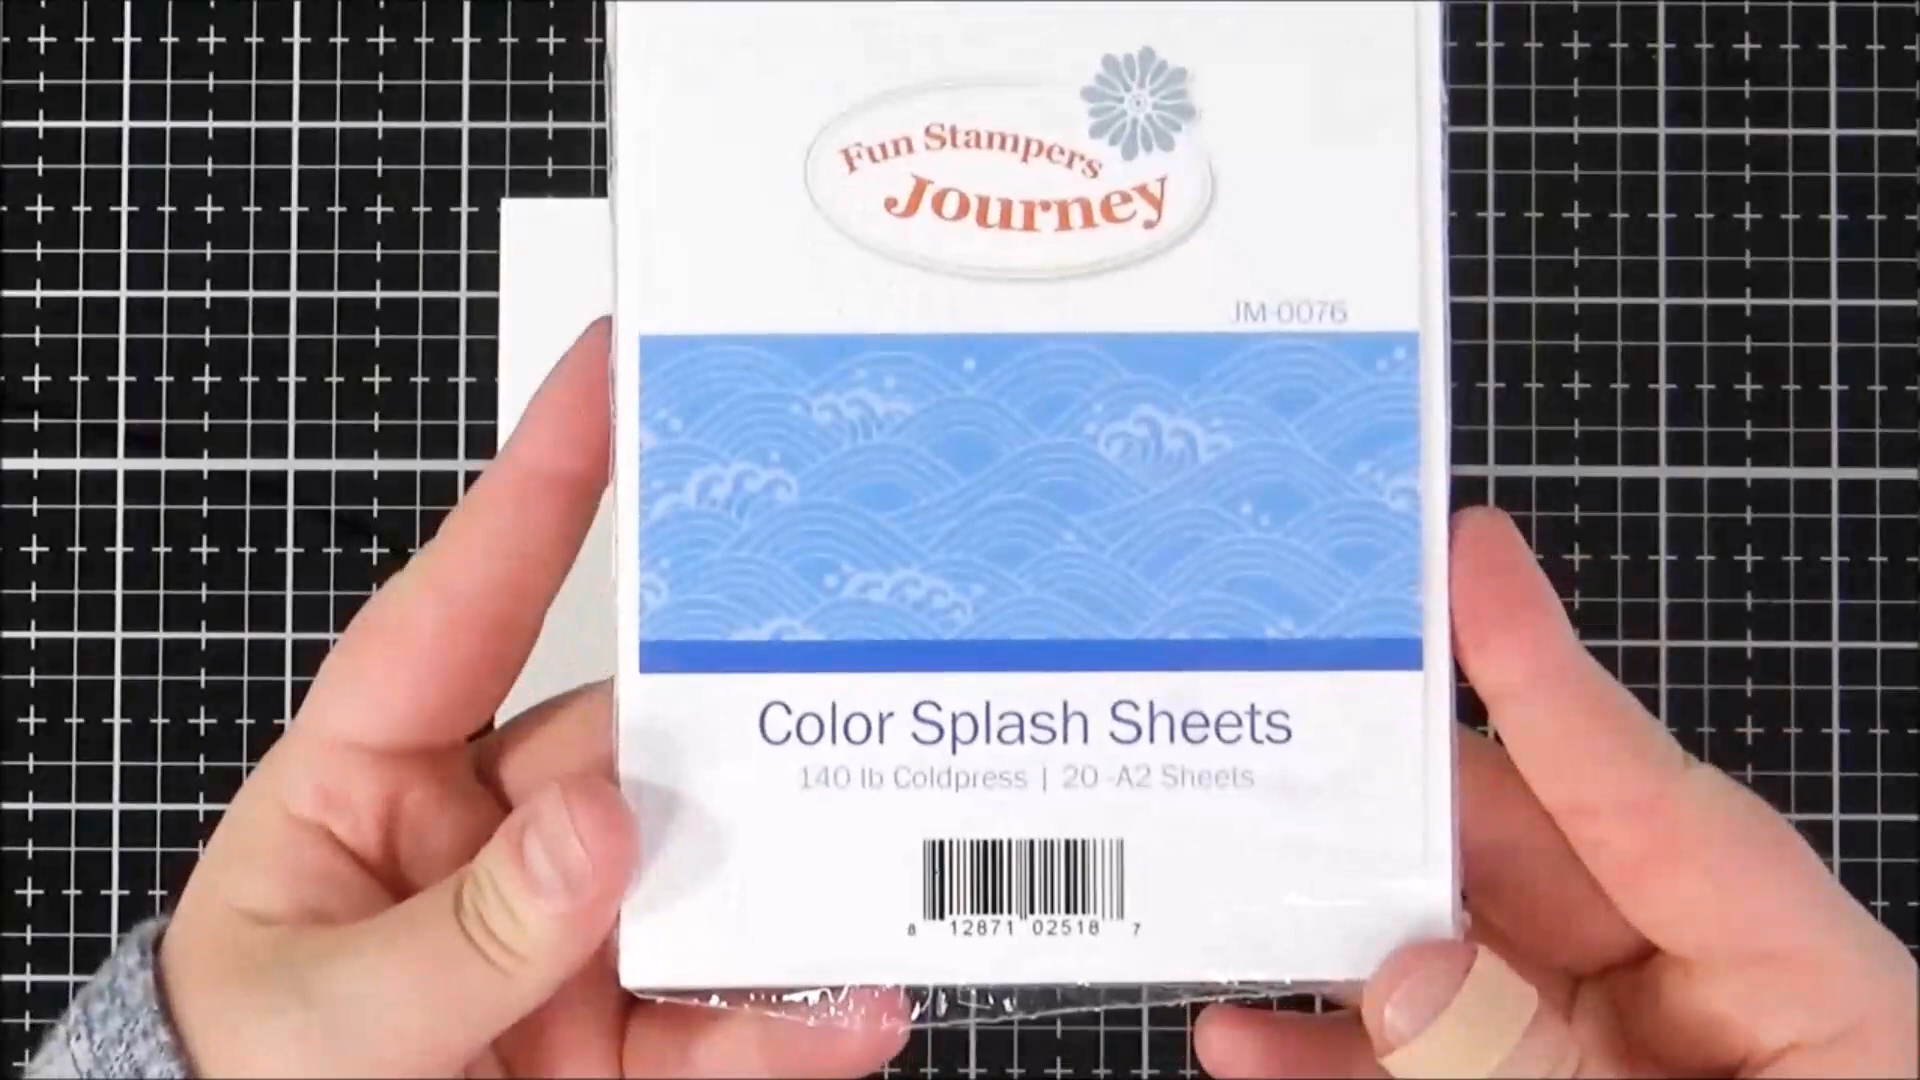 Fun Stampers
Journey
JM-0076
Color Splash Sheets
140 lb Coldpress | 20 -A2 Sheets
8 12871 02518 7